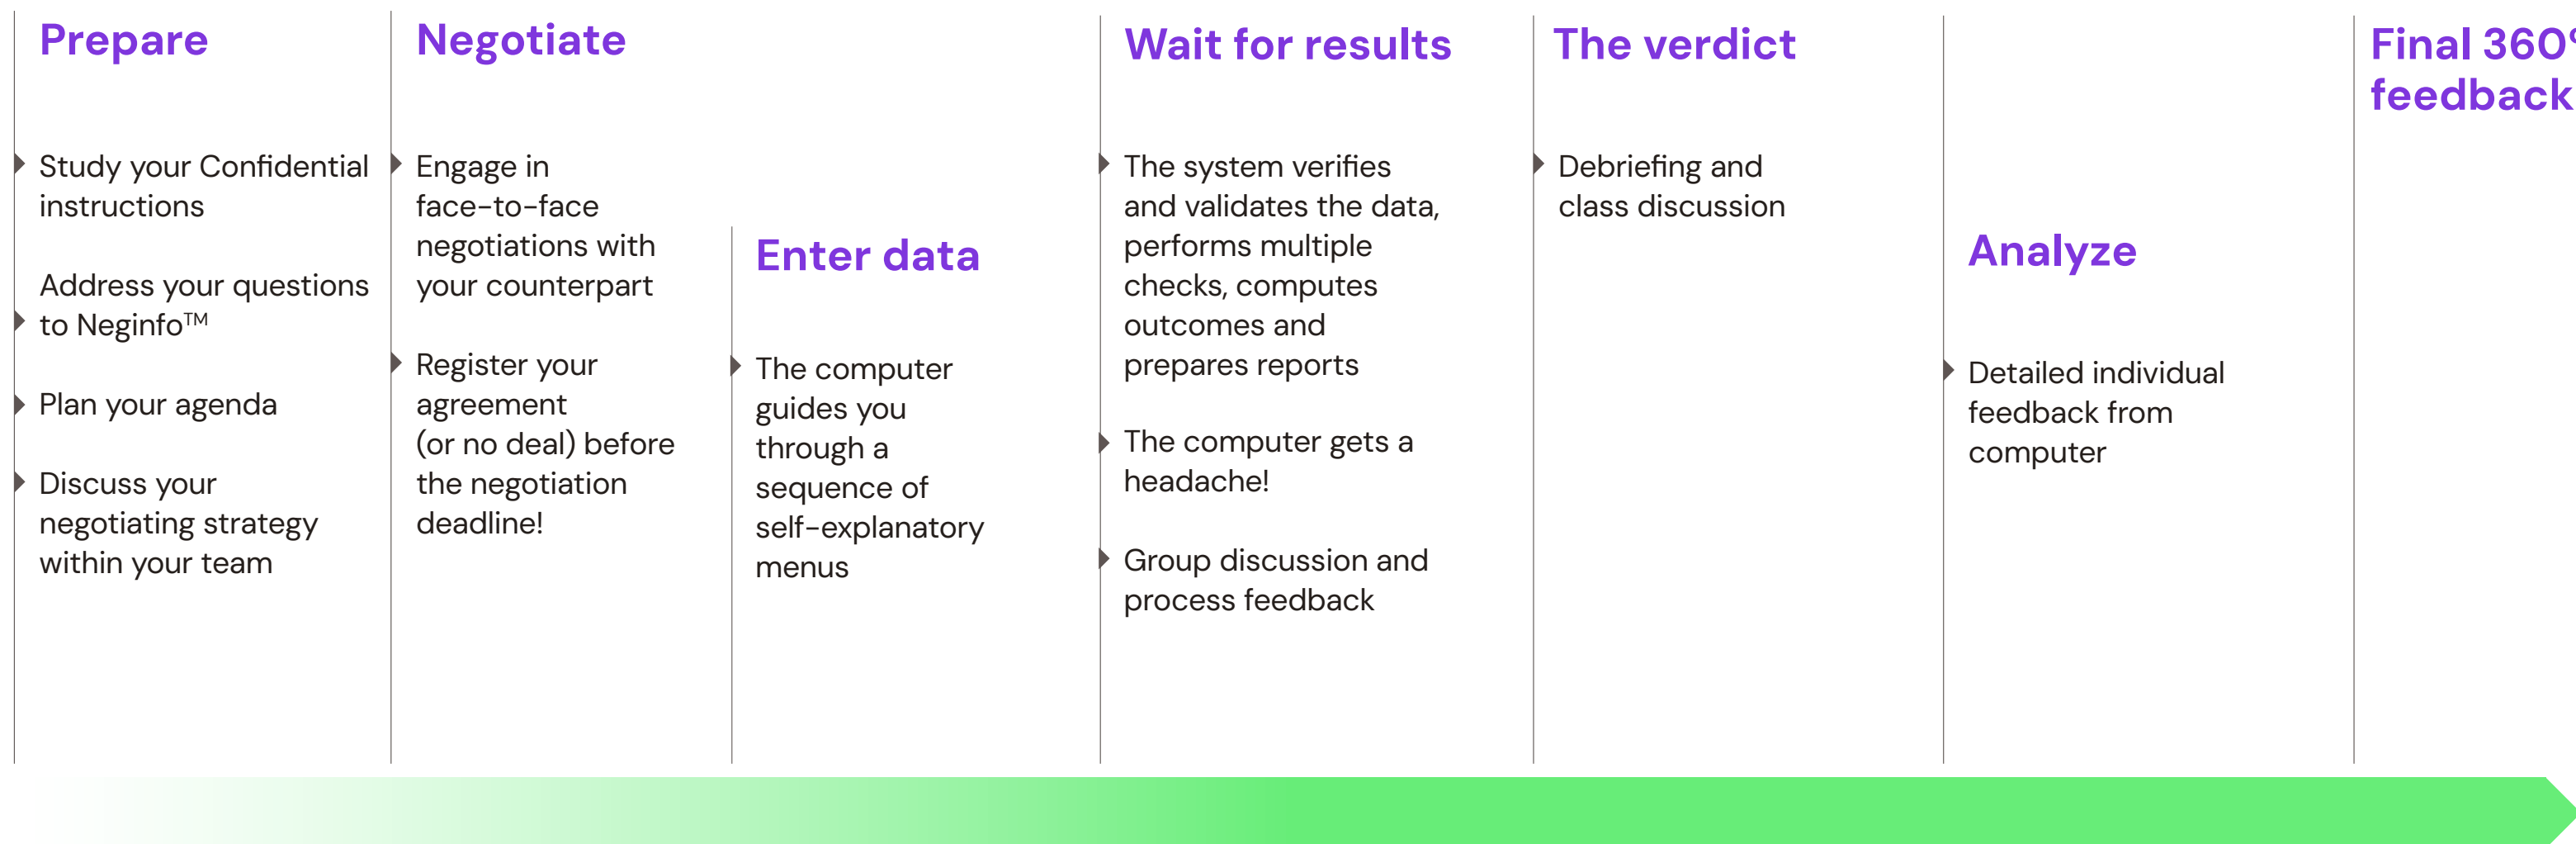 Prepare
Study your Confidential
instructions
Address your questions
to Neginfo™
Plan your agenda
Discuss your
negotiating strategy
within your team
Negotiate
Engage in
face-to-face
negotiations with
your counterpart
Register your
agreement
(or no deal) before
the negotiation
deadline!
Enter data
The computer
guides you
through a
sequence of
self-explanatory
menus
Wait for results
The system verifies
and validates the data,
performs multiple
checks, computes
outcomes and
prepares reports
The computer gets a
headache!
Group discussion and
process feedback
The verdict
Debriefing and
class discussion
Analyze
Detailed individual
feedback from
computer
Final 360°
feedback